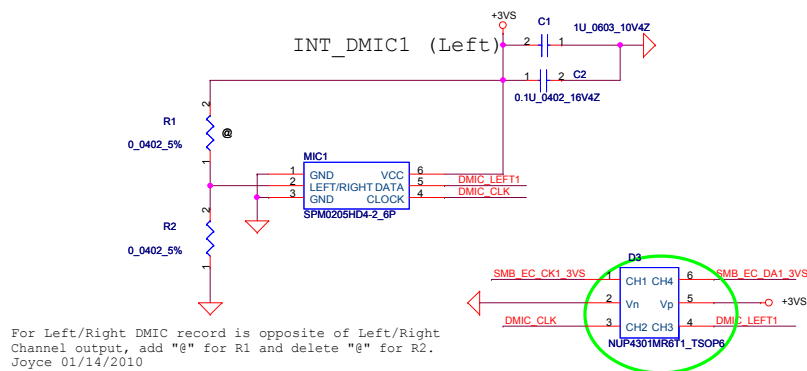 +3VS
C1
1U_0603_10V4Z
INT_DMIC1 (Left)
2 1
1 2
C2
0.1U_0402_16V4Z
2
R1
@
0_0402_5%
1
MIC1
1 GND VCC 6
2 LEFT/RIGHT DATA 5 DMIC_LEFT1
3 GND CLOCK 4 DMIC_CLK
SPM0205HD4-2_6P
2
R2
0_0402_5%
1
D3
SMB_EC_CK1_3VS 1 CH1 CH4 6 SMB_EC_DA1_3VS
2 Vn Vp 5 +3VS
DMIC_CLK 3 CH2 CH3 4 DMIC_LEFT1
NUP4301MR6T1_TSOP6
For Left/Right DMIC record is opposite of Left/Right
Channel output, add "@" for R1 and delete "@" for R2.
Joyce 01/14/2010